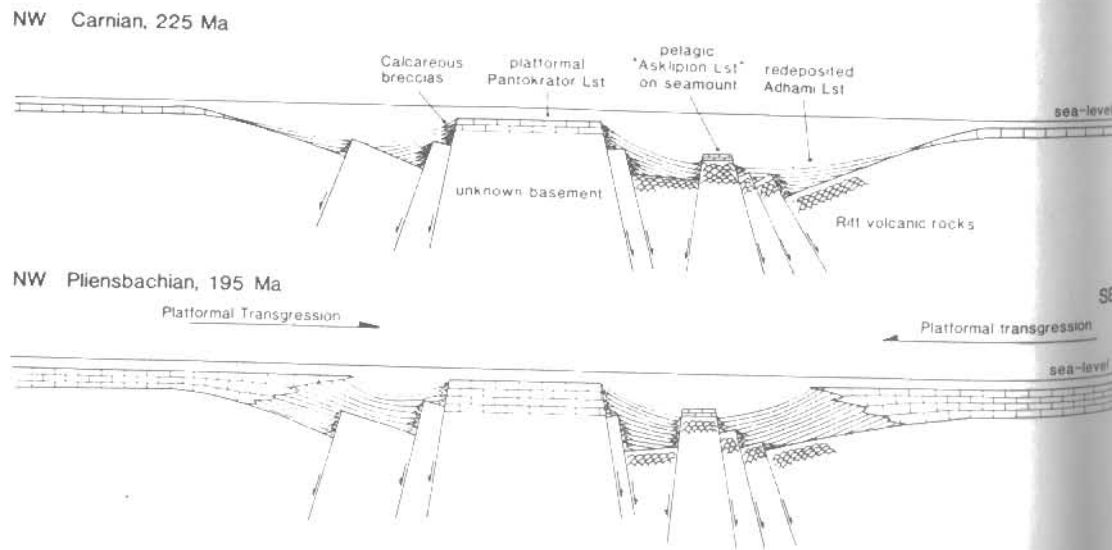 NW Carnian, 225 Ma
Calcareous
breccias
platformal
Pantokrator Lst
pelagic
"Asklipion Lst"
on seamount
redeposited
Adhami Lst
sea-level
unknown basement
Rift volcanic rocks
NW Pliensbachian, 195 Ma
SE
Platformal Transgression
Platformal transgression
sea-level